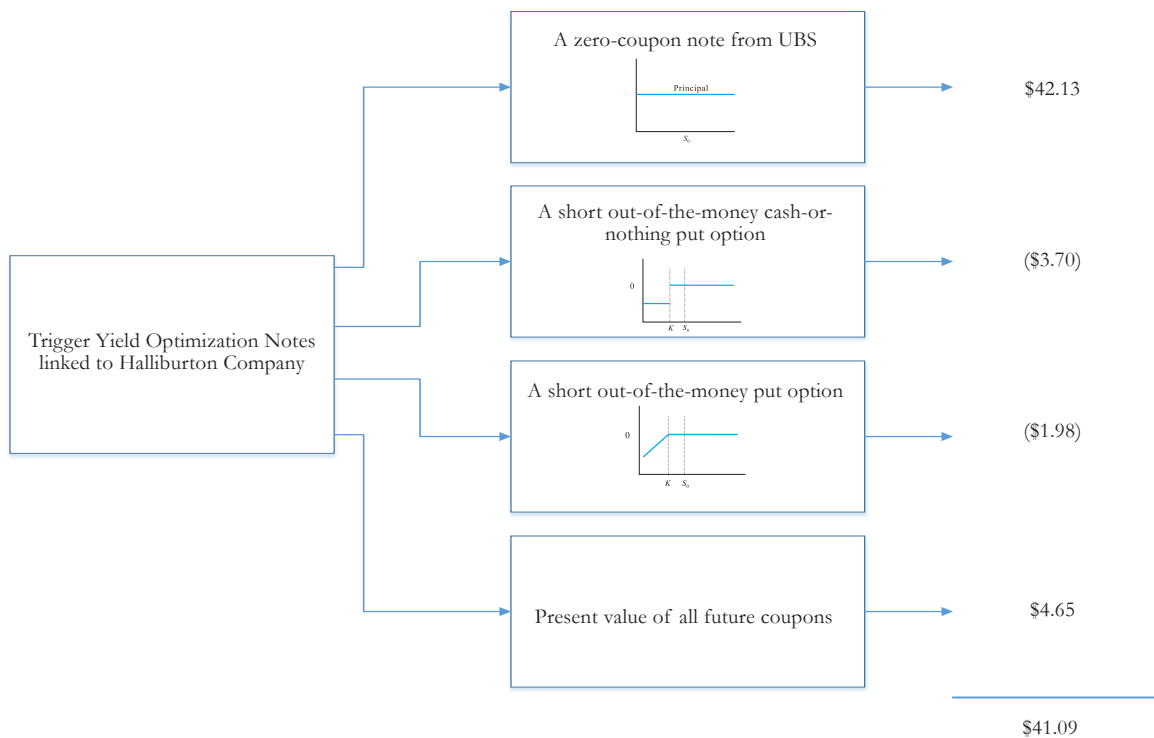 A zero-coupon note from UBS
Principal
S0
$42.13
A short out-of-the-money cash-or-
nothing put option
0
K
S0
($3.70)
Trigger Yield Optimization Notes
linked to Halliburton Company
A short out-of-the-money put option
0
K
S0
($1.98)
Present value of all future coupons
$4.65
$41.09